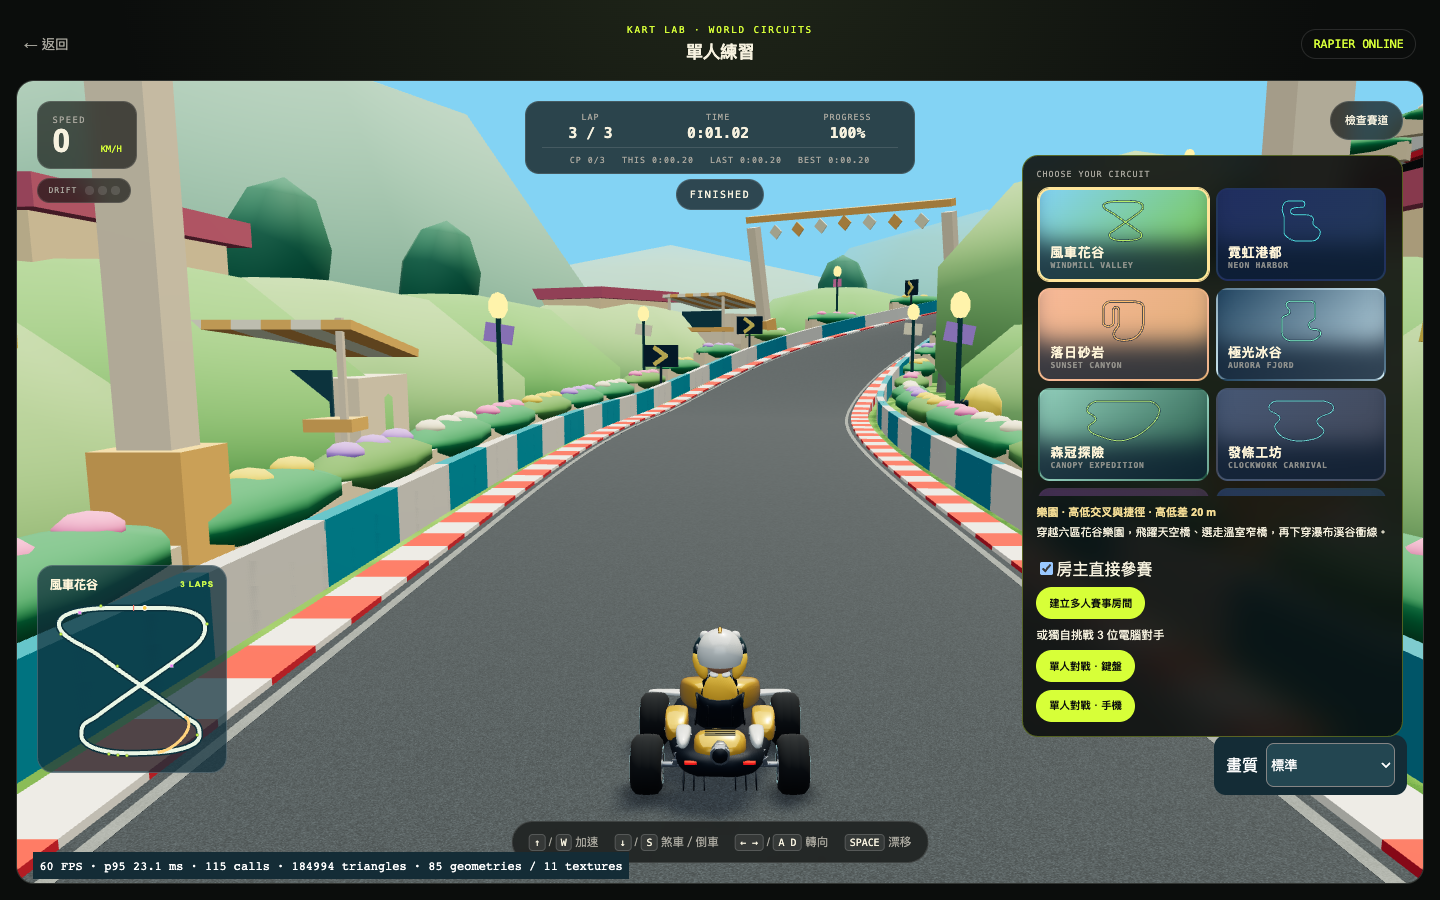 KART LAB · WORLD CIRCUITS
← 返回
單人練習
RAPIER ONLINE
SPEED
0 KM/H
DRIFT
LAP TIME PROGRESS
3 / 3 0:01.02 100%
CP 0/3 THIS 0:00.20 LAST 0:00.20 BEST 0:00.20
FINISHED
檢查賽道
CHOOSE YOUR CIRCUIT
風車花谷
WINDMILL VALLEY
霓虹港都
NEON HARBOR
落日砂岩
SUNSET CANYON
極光冰谷
AURORA FJORD
森冠探險
CANOPY EXPEDITION
發條工坊
CLOCKWORK CARNIVAL
樂園 · 高低交叉與捷徑 · 高低差 20 m
穿越六區花谷樂園，飛躍天空橋、選走溫室窄橋，再下穿瀑布溪谷衝線。
房主直接參賽
建立多人賽事房間
或獨自挑戰 3 位電腦對手
單人對戰 · 鍵盤
單人對戰 · 手機
畫質 標準
風車花谷 3 LAPS
↑ / W 加速 ↓ / S 煞車 / 倒車 ← → / A D 轉向 SPACE 漂移
60 FPS · p95 23.1 ms · 115 calls · 184994 triangles · 85 geometries / 11 textures